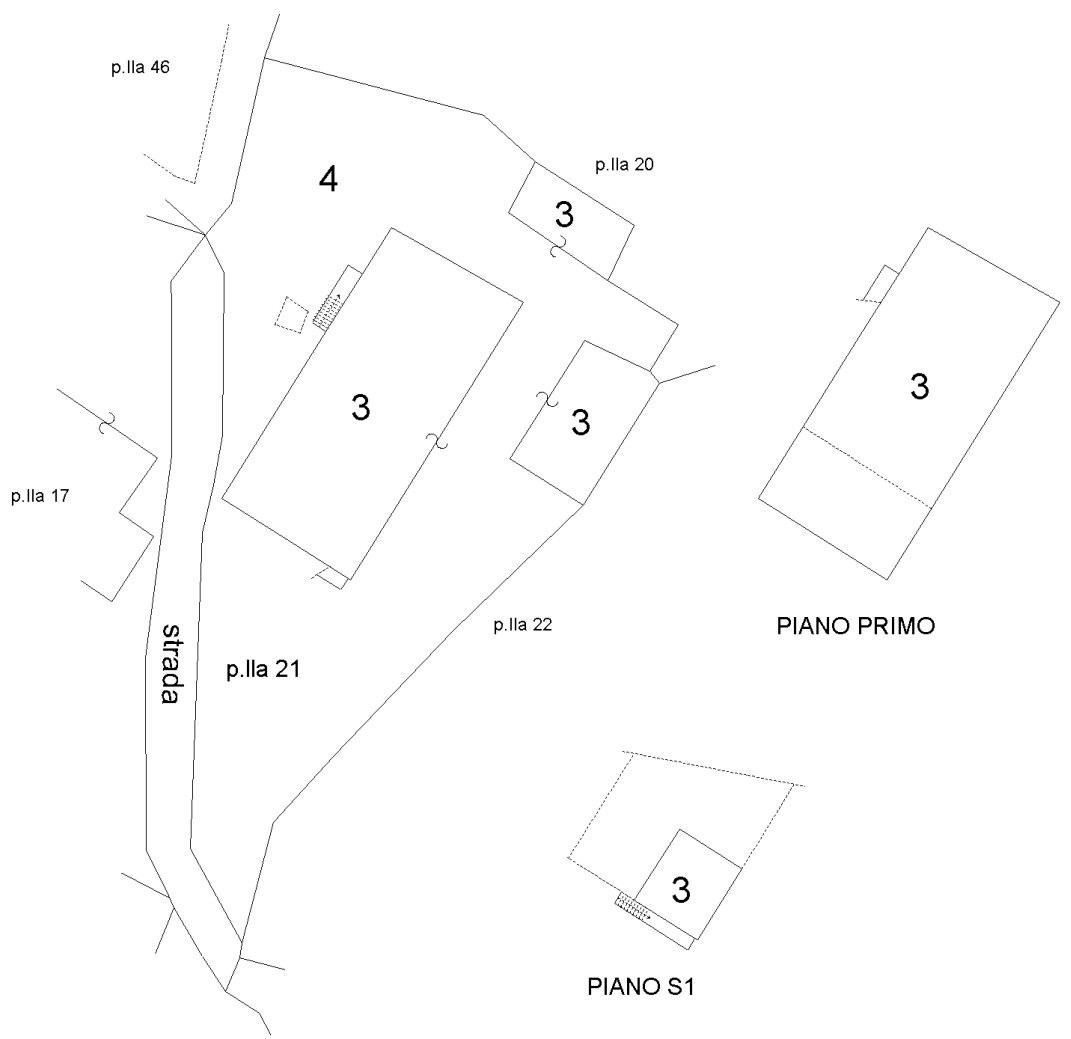 p.lla 46
4
p.lla 20
3
3
3
3
p.lla 17
p.lla 22
PIANO PRIMO
strada
p.lla 21
3
PIANO S1